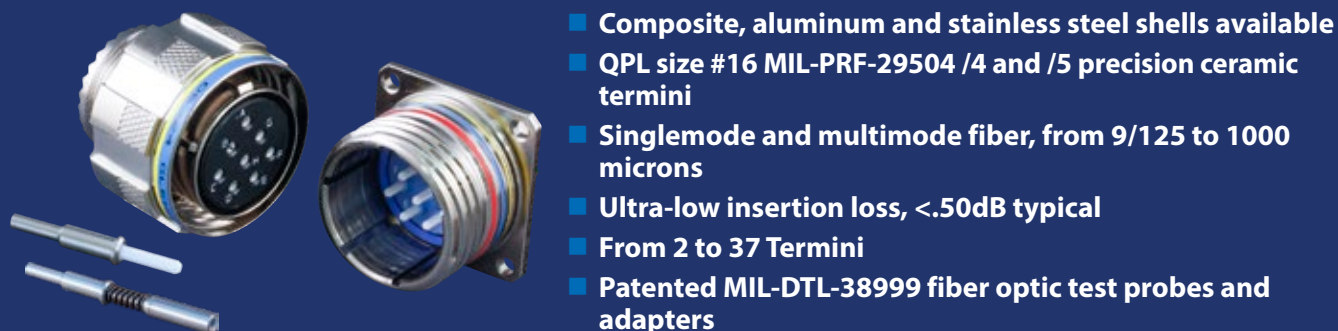 Composite, aluminum and stainless steel shells available
QPL size #16 MIL-PRF-29504 /4 and /5 precision ceramic
termini
Singlemode and multimode fiber, from 9/125 to 1000
microns
Ultra-low insertion loss, <.50dB typical
From 2 to 37 Termini
Patented MIL-DTL-38999 fiber optic test probes and
adapters